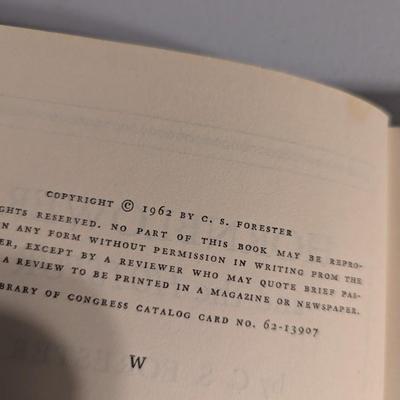 COPYRIGHT © 1962 BY C. S. FORESTER
GHTS RESERVED. NO PART OF THIS BOOK MAY BE REPRO-
N ANY FORM WITHOUT PERMISSION IN WRITING FROM THE
ER, EXCEPT BY A REVIEWER WHO MAY QUOTE BRIEF PAS-
A REVIEW TO BE PRINTED IN A MAGAZINE OR NEWSPAPER.
BRARY OF CONGRESS CATALOG CARD NO. 62-13907
W